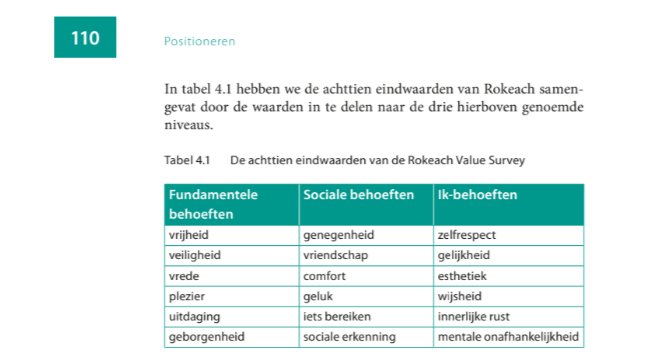 110
Positioneren
In tabel 4.1 hebben we de achttien eindwaarden van Rokeach samen-
gevat door de waarden in te delen naar de drie hierboven genoemde
niveaus.
Tabel 4.1 De achttien eindwaarden van de Rokeach Value Survey
Fundamentele behoeften Sociale behoeften Ik-behoeften
vrijheid genegenheid zelfrespect
veiligheid vriendschap gelijkheid
vrede comfort esthetiek
plezier geluk wijsheid
uitdaging iets bereiken innerlijke rust
geborgenheid sociale erkenning mentale onafhankelijkheid